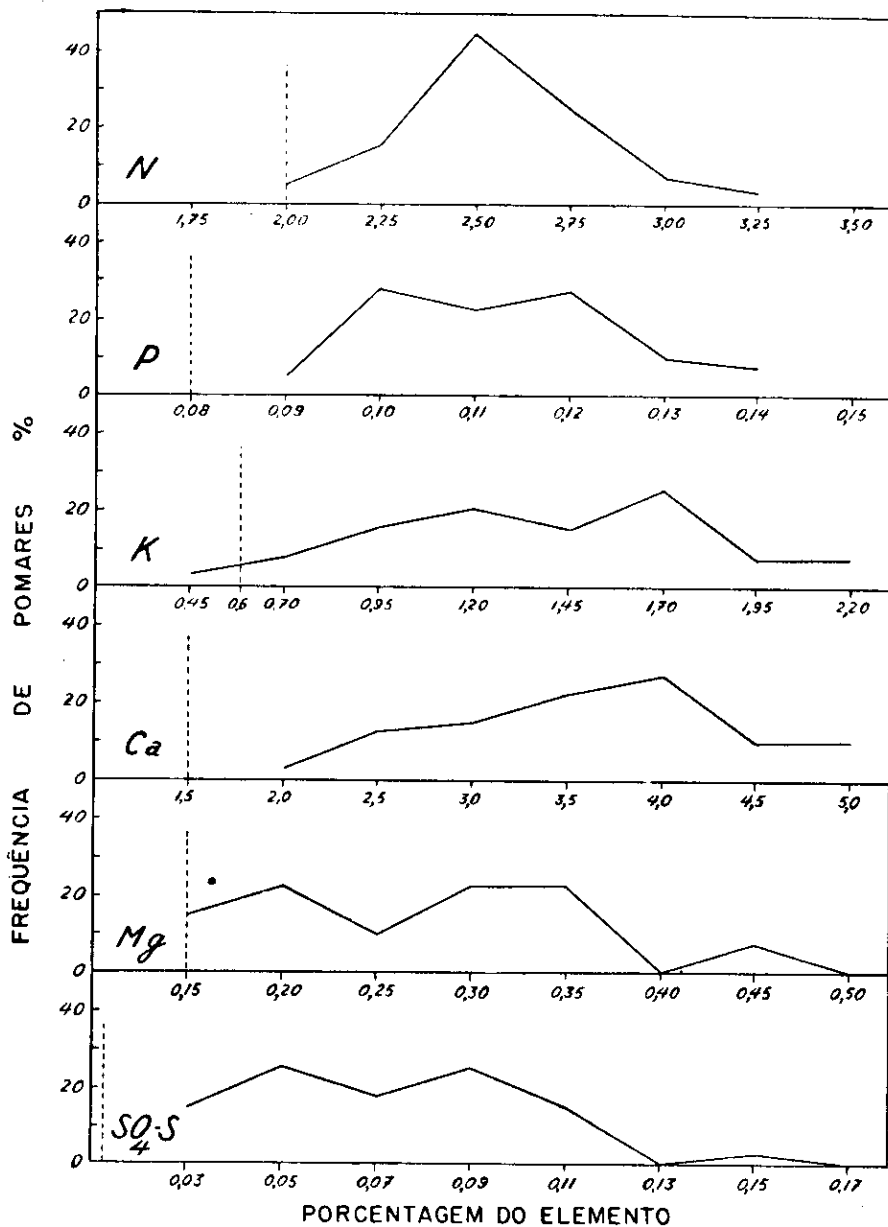 FREQUÊNCIA DE POMARES %
40
20
0
N
1,75 2,00 2,25 2,50 2,75 3,00 3,25 3,50
40
20
0
P
0,08 0,09 0,10 0,11 0,12 0,13 0,14 0,15
40
20
0
K
0,45 0,6 0,70 0,95 1,20 1,45 1,70 1,95 2,20
40
20
0
Ca
1,5 2,0 2,5 3,0 3,5 4,0 4,5 5,0
40
20
0
Mg
0,15 0,20 0,25 0,30 0,35 0,40 0,45 0,50
40
20
0
SO4-S
0,03 0,05 0,07 0,09 0,11 0,13 0,15 0,17
PORCENTAGEM DO ELEMENTO